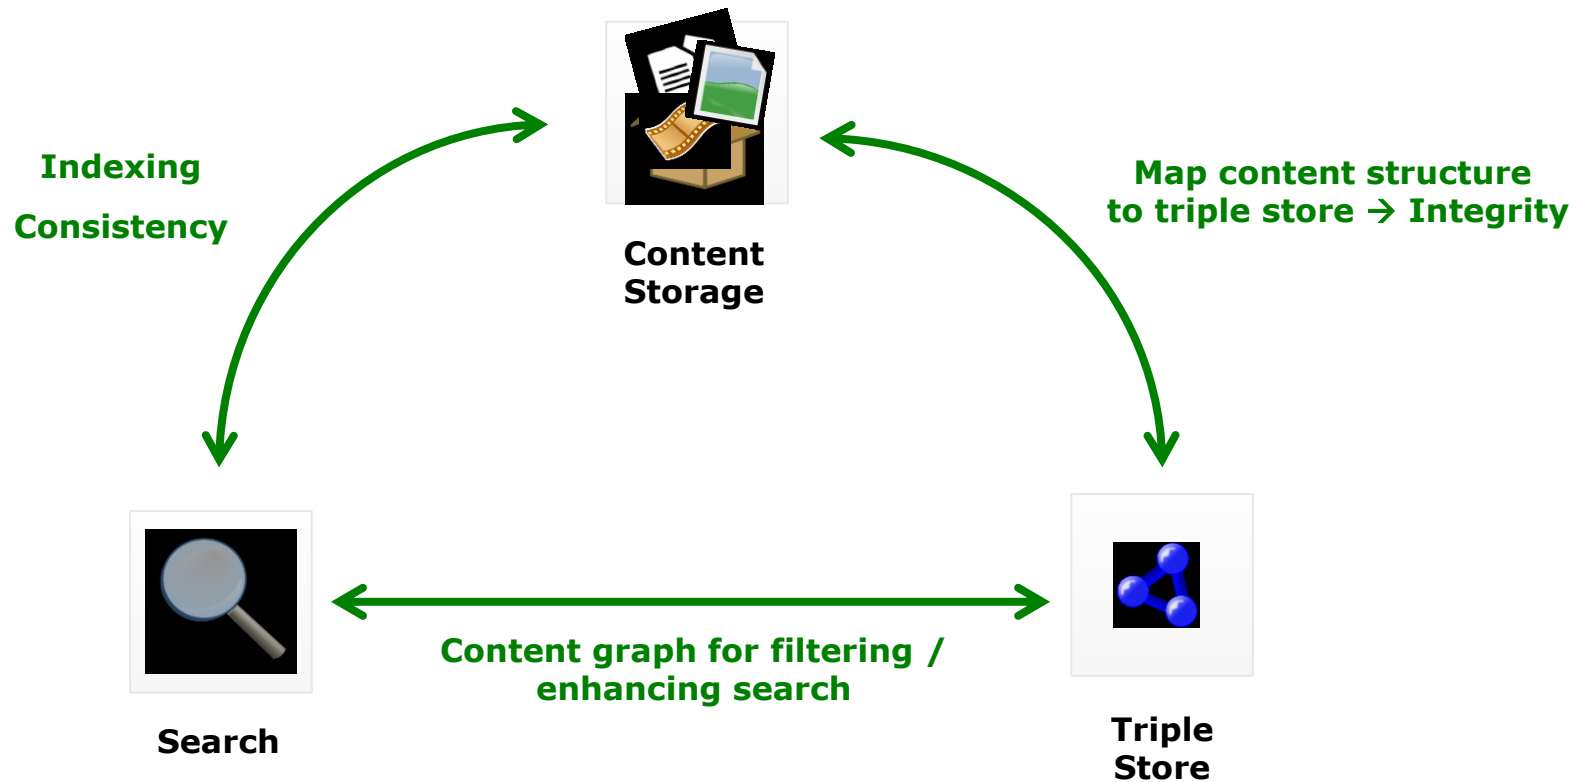 Indexing
Consistency
Content
Storage
Map content structure
to triple store → Integrity
Content graph for filtering /
enhancing search
Search
Triple
Store